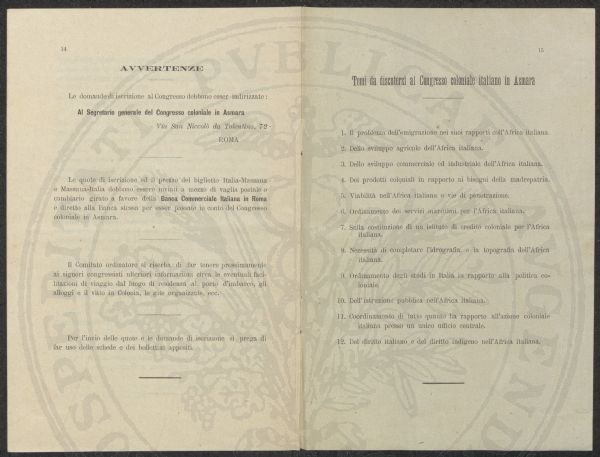 14
AVVERTENZE
Le domande di iscrizione al Congresso debbono esser indirizzate:
Al Segretario generale del Congresso coloniale in Asmara
Via San Niccolò da Tolentino, 72 -
ROMA
Le quote di iscrizione ed il prezzo del biglietto Italia-Massaua
e Massaua-Italia debbono essere inviati a mezzo di vaglia postale o
cambiario girato a favore della Banca Commerciale Italiana in Roma
e diretto alla Banca stessa per esser passato in conto del Congresso
coloniale in Asmara.
Il Comitato ordinatore si riserba di far tenere prossimamente
ai signori congressisti ulteriori informazioni circa le eventuali faci-
litazioni di viaggio dal luogo di residenza al porto d'imbarco, gli
alloggi e il vitto in Colonia, le gite organizzate, ecc.
Per l'invio delle quote e le domande di iscrizione si prega di
far uso delle schede e dei bollettini appositi.
15
Temi da discutersi al Congresso coloniale italiano in Asmara
1. Il problema dell'emigrazione nei suoi rapporti coll'Africa italiana.
2. Dello sviluppo agricolo dell'Africa italiana.
3. Dello sviluppo commerciale ed industriale dell'Africa italiana.
4. Dei prodotti coloniali in rapporto ai bisogni della madrepatria.
5. Viabilità nell'Africa italiana e vie di penetrazione.
6. Ordinamento dei servizi marittimi per l'Africa italiana.
7. Sulla costituzione di un istituto di credito coloniale per l'Africa
italiana.
8. Necessità di completare l'idrografia e la topografia dell'Africa
italiana.
9. Ordinamento degli studi in Italia in rapporto alla politica co-
loniale
10. Dell'istruzione pubblica nell'Africa italiana.
11. Coordinamento di tutto quanto ha rapporto all'azione coloniale
italiana presso un unico ufficio centrale.
12. Del diritto italiano e del diritto indigeno nell'Africa italiana.